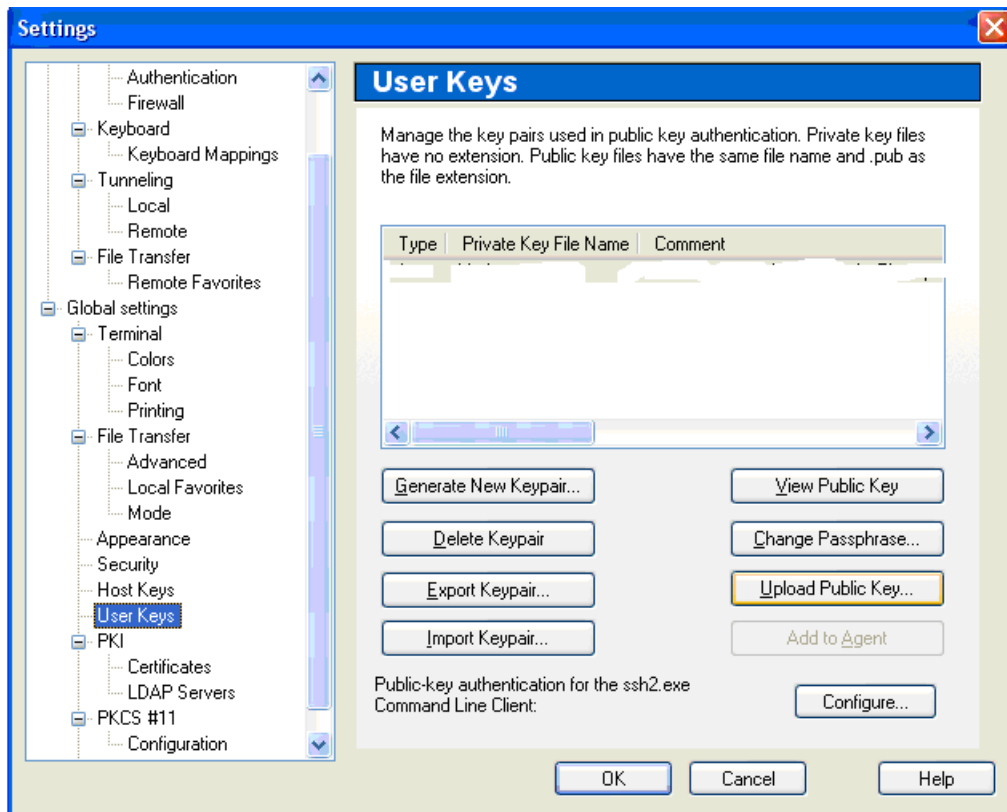 Settings
Authentication
Firewall
Keyboard
Keyboard Mappings
Tunneling
Local
Remote
File Transfer
Remote Favorites
Global settings
Terminal
Colors
Font
Printing
File Transfer
Advanced
Local Favorites
Mode
Appearance
Security
Host Keys
User Keys
PKI
Certificates
LDAP Servers
PKCS #11
Configuration
User Keys
Manage the key pairs used in public key authentication. Private key files
have no extension. Public key files have the same file name and .pub as
the file extension.
Type Private Key File Name Comment
Generate New Keypair... View Public Key
Delete Keypair Change Passphrase...
Export Keypair... Upload Public Key...
Import Keypair... Add to Agent
Public-key authentication for the ssh2.exe
Command Line Client:
Configure...
OK Cancel Help